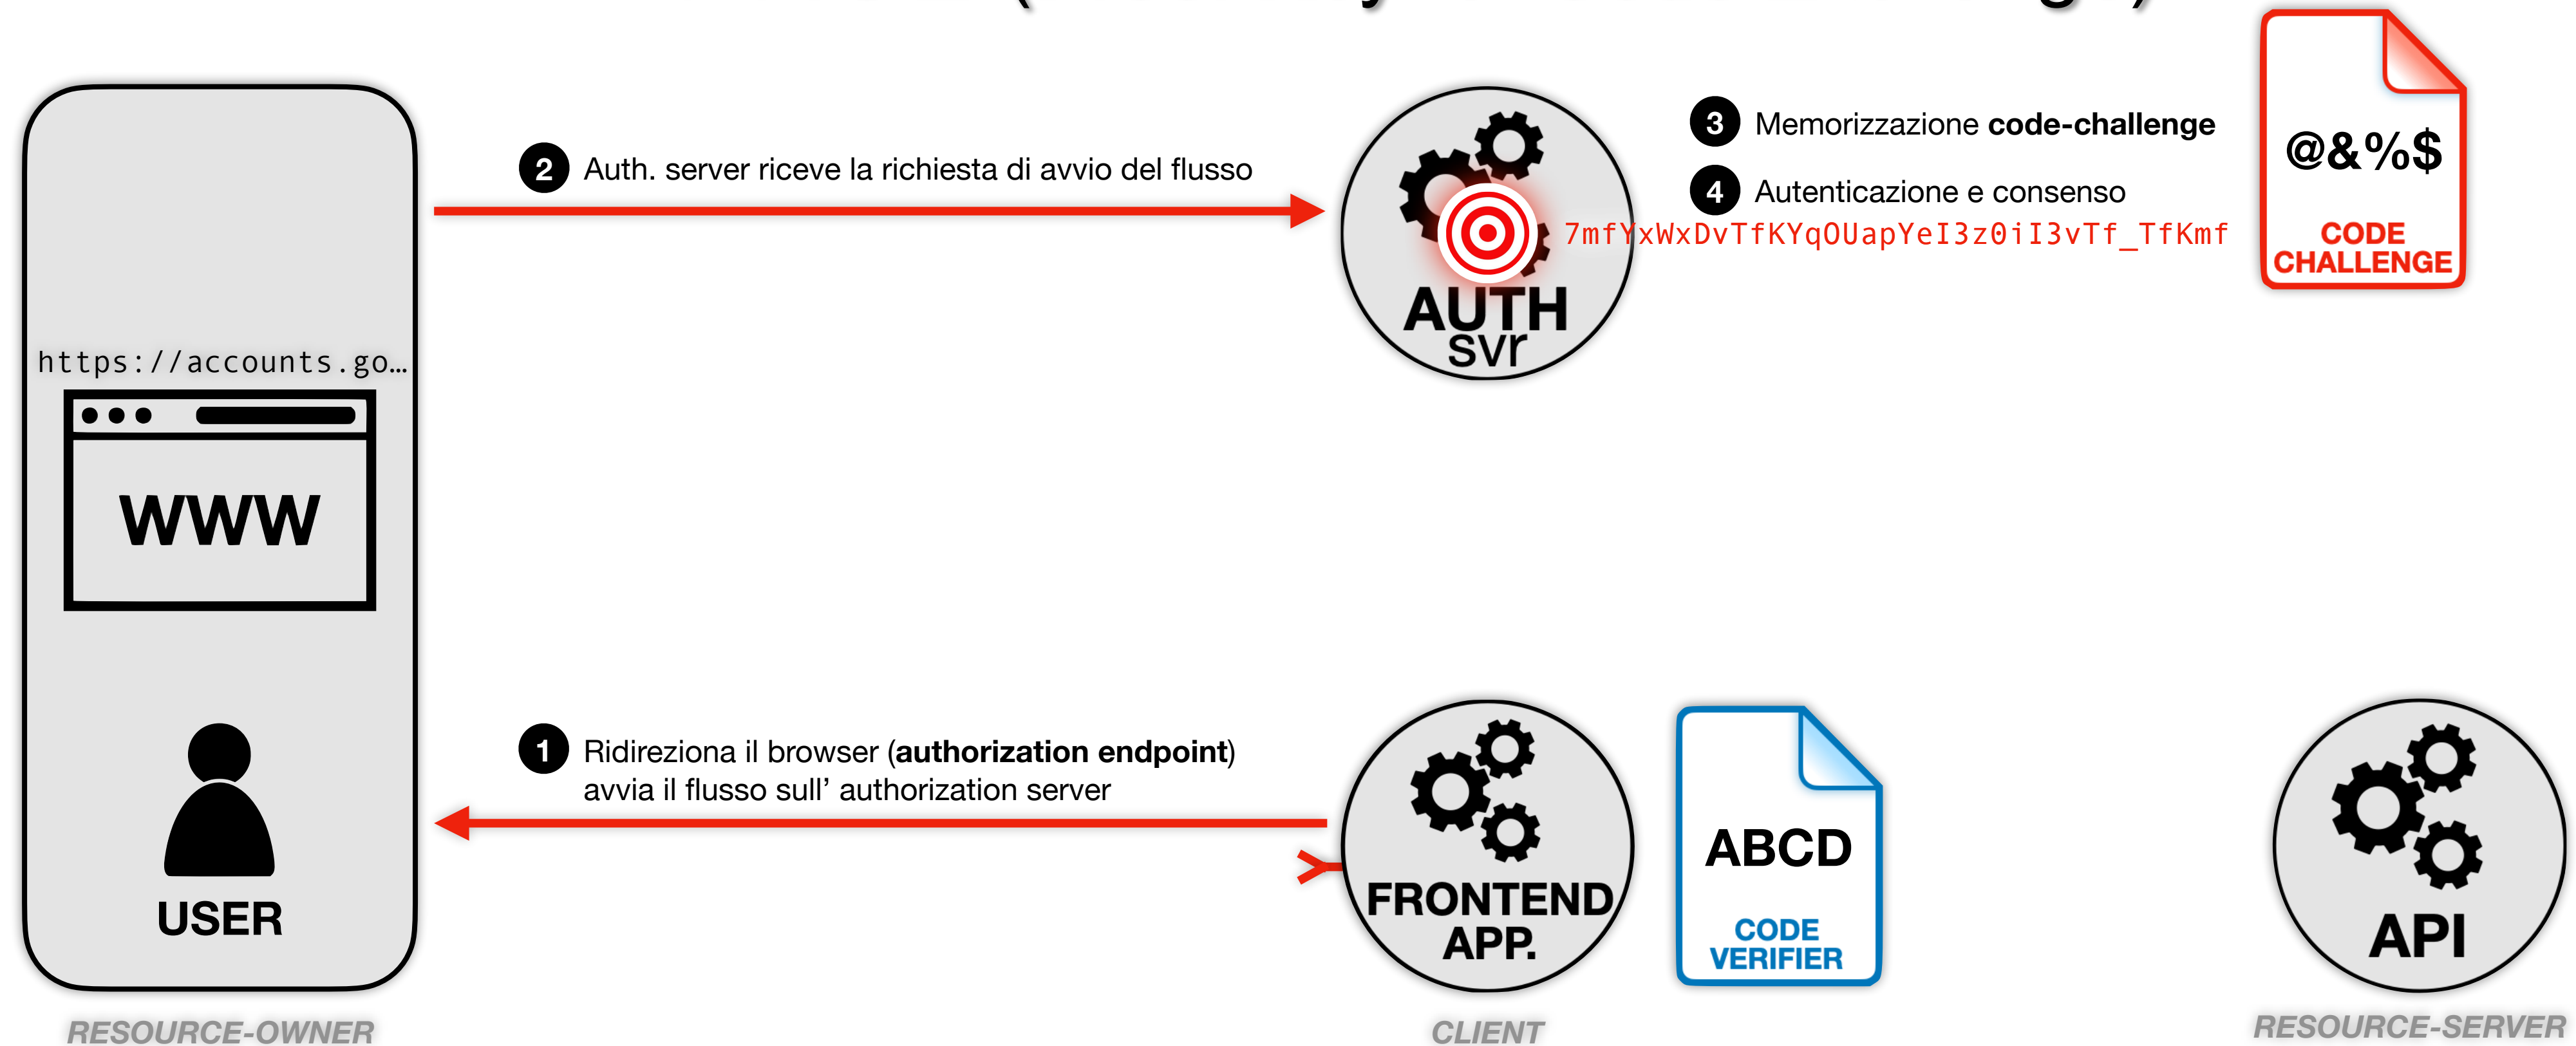 2 Auth. server riceve la richiesta di avvio del flusso
3 Memorizzazione code-challenge
4 Autenticazione e consenso
7mfYxWxDvTfKYqOUapYeI3z0iI3vTf_TfKmf
@&%$
CODE
CHALLENGE
AUTH
svr
https://accounts.go…
WWW
USER
1 Ridireziona il browser (authorization endpoint)
avvia il flusso sull’ authorization server
FRONTEND
APP.
ABCD
CODE
VERIFIER
API
RESOURCE-OWNER
CLIENT
RESOURCE-SERVER